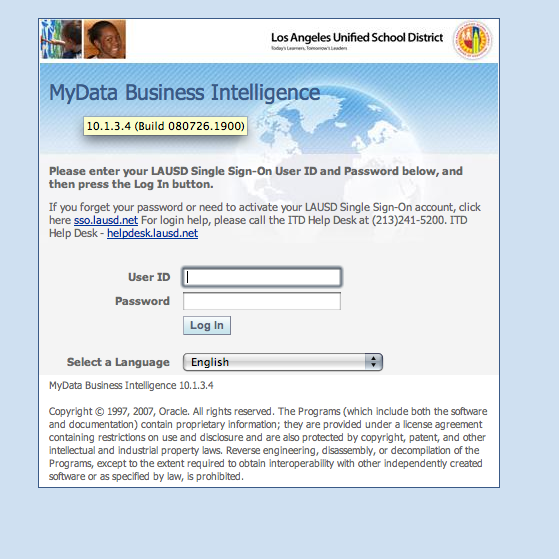 Los Angeles Unified School District
Today's Learners, Tomorrow's Leaders
MyData Business Intelligence
10.1.3.4 (Build 080726.1900)
Please enter your LAUSD Single Sign-On User ID and Password below, and
then press the Log In button.
If you forget your password or need to activate your LAUSD Single Sign-On account, click
here sso.lausd.net For login help, please call the ITD Help Desk at (213)241-5200. ITD
Help Desk - helpdesk.lausd.net
User ID
Password
Log In
Select a Language
English
MyData Business Intelligence 10.1.3.4
Copyright © 1997, 2007, Oracle. All rights reserved. The Programs (which include both the software
and documentation) contain proprietary information; they are provided under a license agreement
containing restrictions on use and disclosure and are also protected by copyright, patent, and other
intellectual and industrial property laws. Reverse engineering, disassembly, or decompilation of the
Programs, except to the extent required to obtain interoperability with other independently created
software or as specified by law, is prohibited.